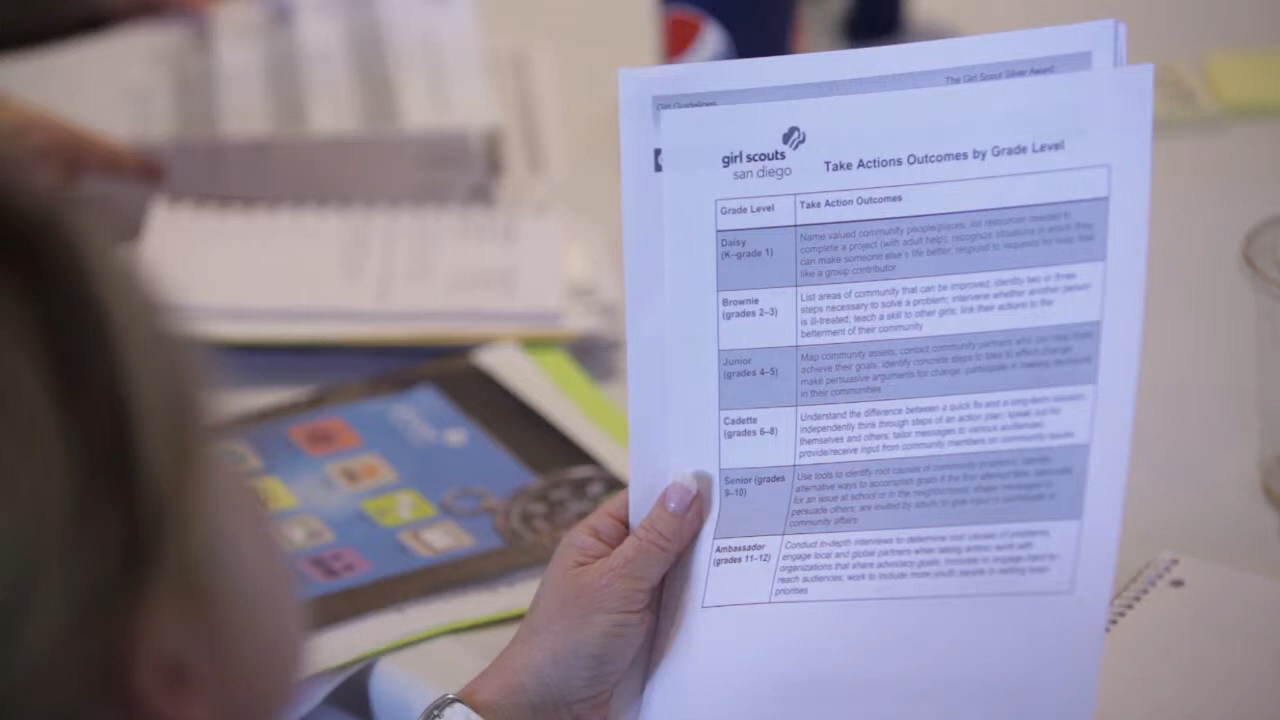 The Girl Scout Silver Award
Girl Guidelines
girl scouts
san diego
Take Actions Outcomes by Grade Level
Grade Level
Take Action Outcomes
Daisy
(K–grade 1)
Name valued community people/places, list resources needed to
complete a project (with adult help), recognize situations in which they
can make someone else's life better, respond to requests for help, feel
like a group contributor
Brownie
(grades 2–3)
List areas of community that can be improved; identify two or three
steps necessary to solve a problem; intervene whether another person
is ill-treated; teach a skill to other girls; link their actions to the
betterment of their community
Junior
(grades 4–5)
Map community assets; contact community partners who can help them
achieve their goals; identify concrete steps to take to effect change;
make persuasive arguments for change; participate in making decisions
in their communities
Cadette
(grades 6–8)
Understand the difference between a quick fix and a long-term solution;
independently think through steps of an action plan; speak out for
themselves and others; tailor messages to various audiences;
provide/receive input from community members on community issues
Senior (grades
9–10)
Use tools to identify root causes of community problems; identify
alternative ways to accomplish goals if the first attempt fails; advocate
for an issue at school or in the neighborhood;
persuade others; are invited by adults to give input or participate in
community affairs
Ambassador
(grades 11–12)
Conduct in-depth interviews to determine root causes of problems;
engage local and global partners when taking action; work with
organizations that share advocacy goals;
reach audiences; work to include more youth people in setting
priorities